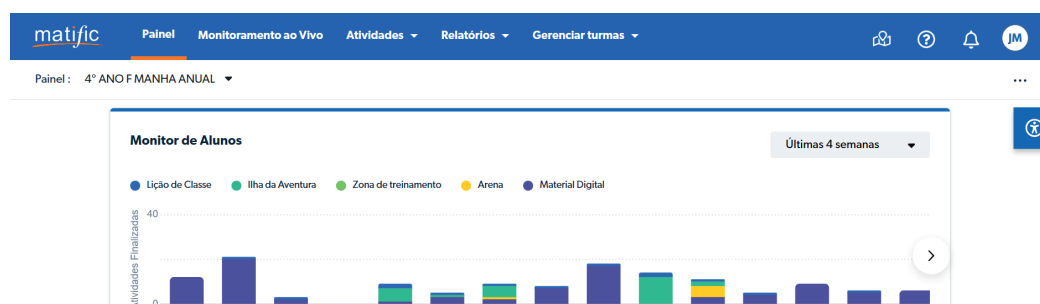 matific Painel Monitoramento ao Vivo Atividades Relatórios Gerenciar turmas JM
Painel : 4° ANO F MANHA ANUAL
Monitor de Alunos
Últimas 4 semanas
Lição de Classe Ilha da Aventura Zona de treinamento Arena Material Digital
40
0